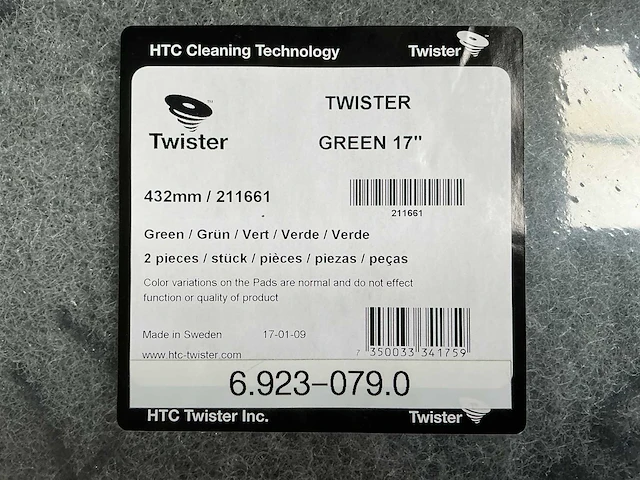 HTC Cleaning Technology
Twister
TWISTER
Twister
GREEN 17"
432mm / 211661
211661
Green / Grün / Vert / Verde / Verde
2 pieces / stück / pièces / piezas / peças
Color variations on the Pads are normal and do not effect
function or quality of product
Made in Sweden 17-01-09
7 350033 341759
www.htc-twister.com
6.923-079.0
HTC Twister Inc.
Twister